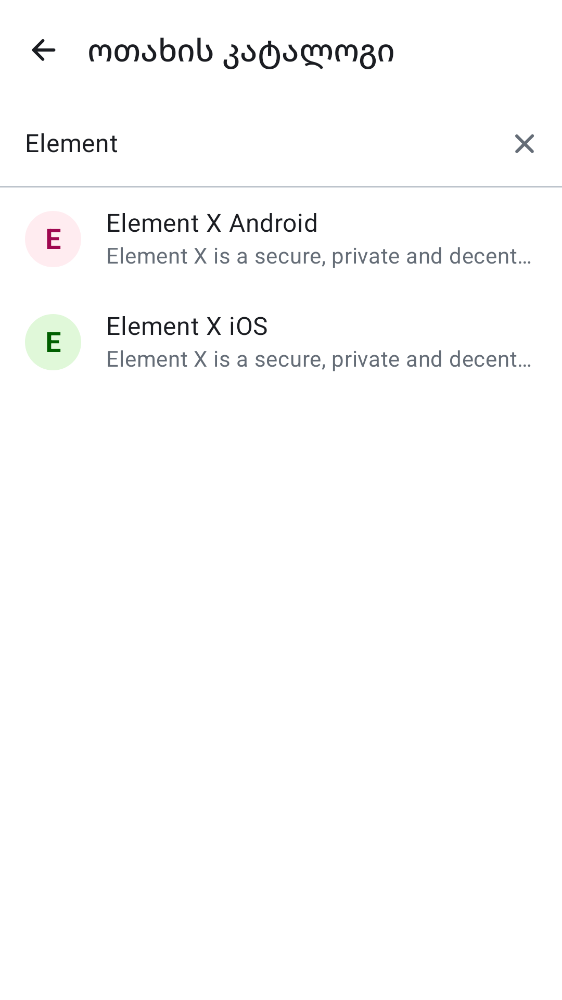 ოთახის კატალოგი
Element
E
Element X Android
Element X is a secure, private and decent…
E
Element X iOS
Element X is a secure, private and decent…